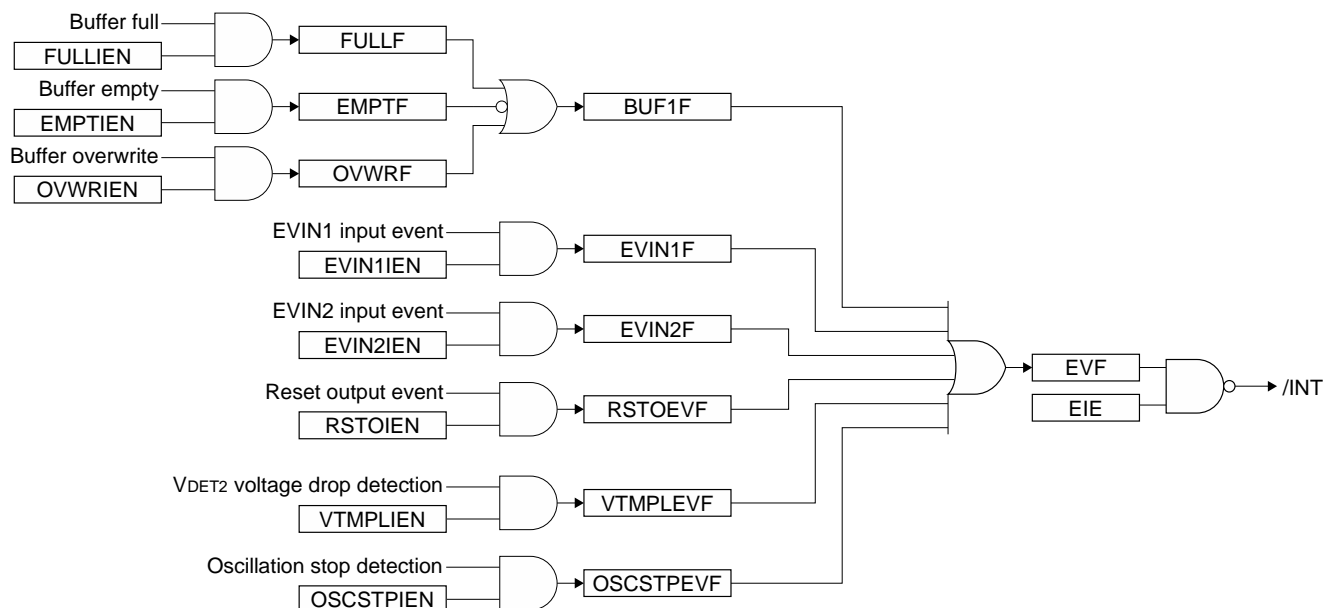 Buffer full
FULLIEN
FULLF
Buffer empty
EMPTIEN
EMPTF
BUF1F
Buffer overwrite
OVWRIEN
OVWRF
EVIN1 input event
EVIN1IEN
EVIN1F
EVIN2 input event
EVIN2IEN
EVIN2F
Reset output event
RSTOIEN
RSTOEVF
EVF
EIE
/INT
VDET2 voltage drop detection
VTMPLIEN
VTMPLEVF
Oscillation stop detection
OSCSTPIEN
OSCSTPEVF